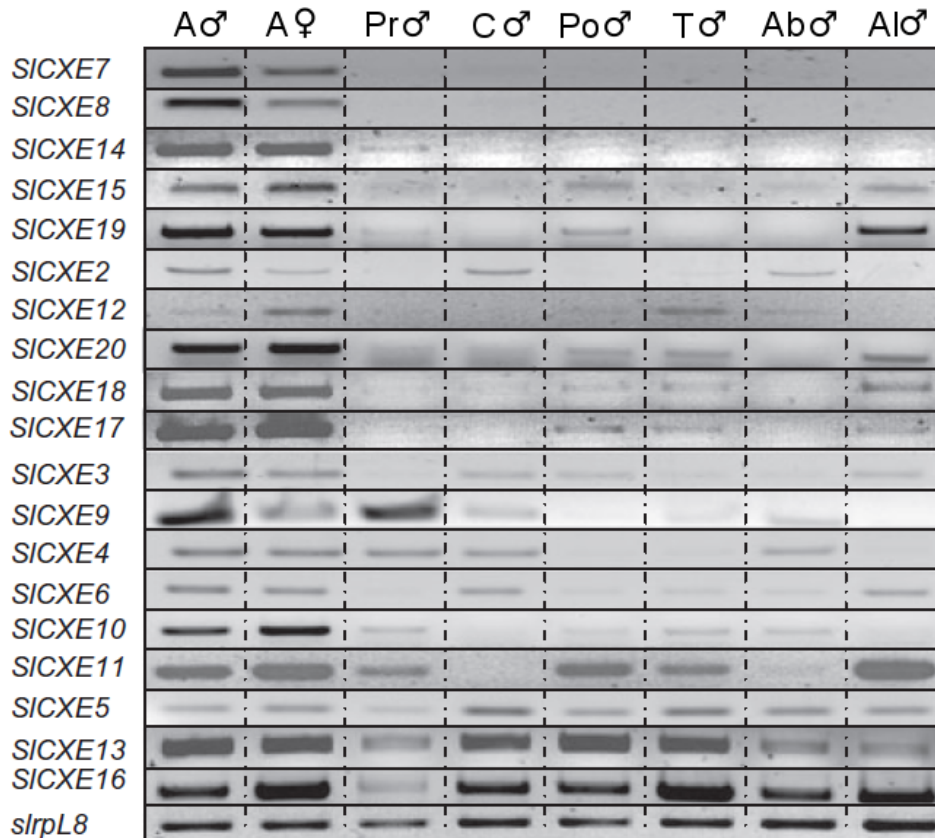 A♂ A♀ Pr♂ C♂ Po♂ T♂ Ab♂ Al♂
SlCXE7
SlCXE8
SlCXE14
SlCXE15
SlCXE19
SlCXE2
SlCXE12
SlCXE20
SlCXE18
SlCXE17
SlCXE3
SlCXE9
SlCXE4
SlCXE6
SlCXE10
SlCXE11
SlCXE5
SlCXE13
SlCXE16
slrpL8